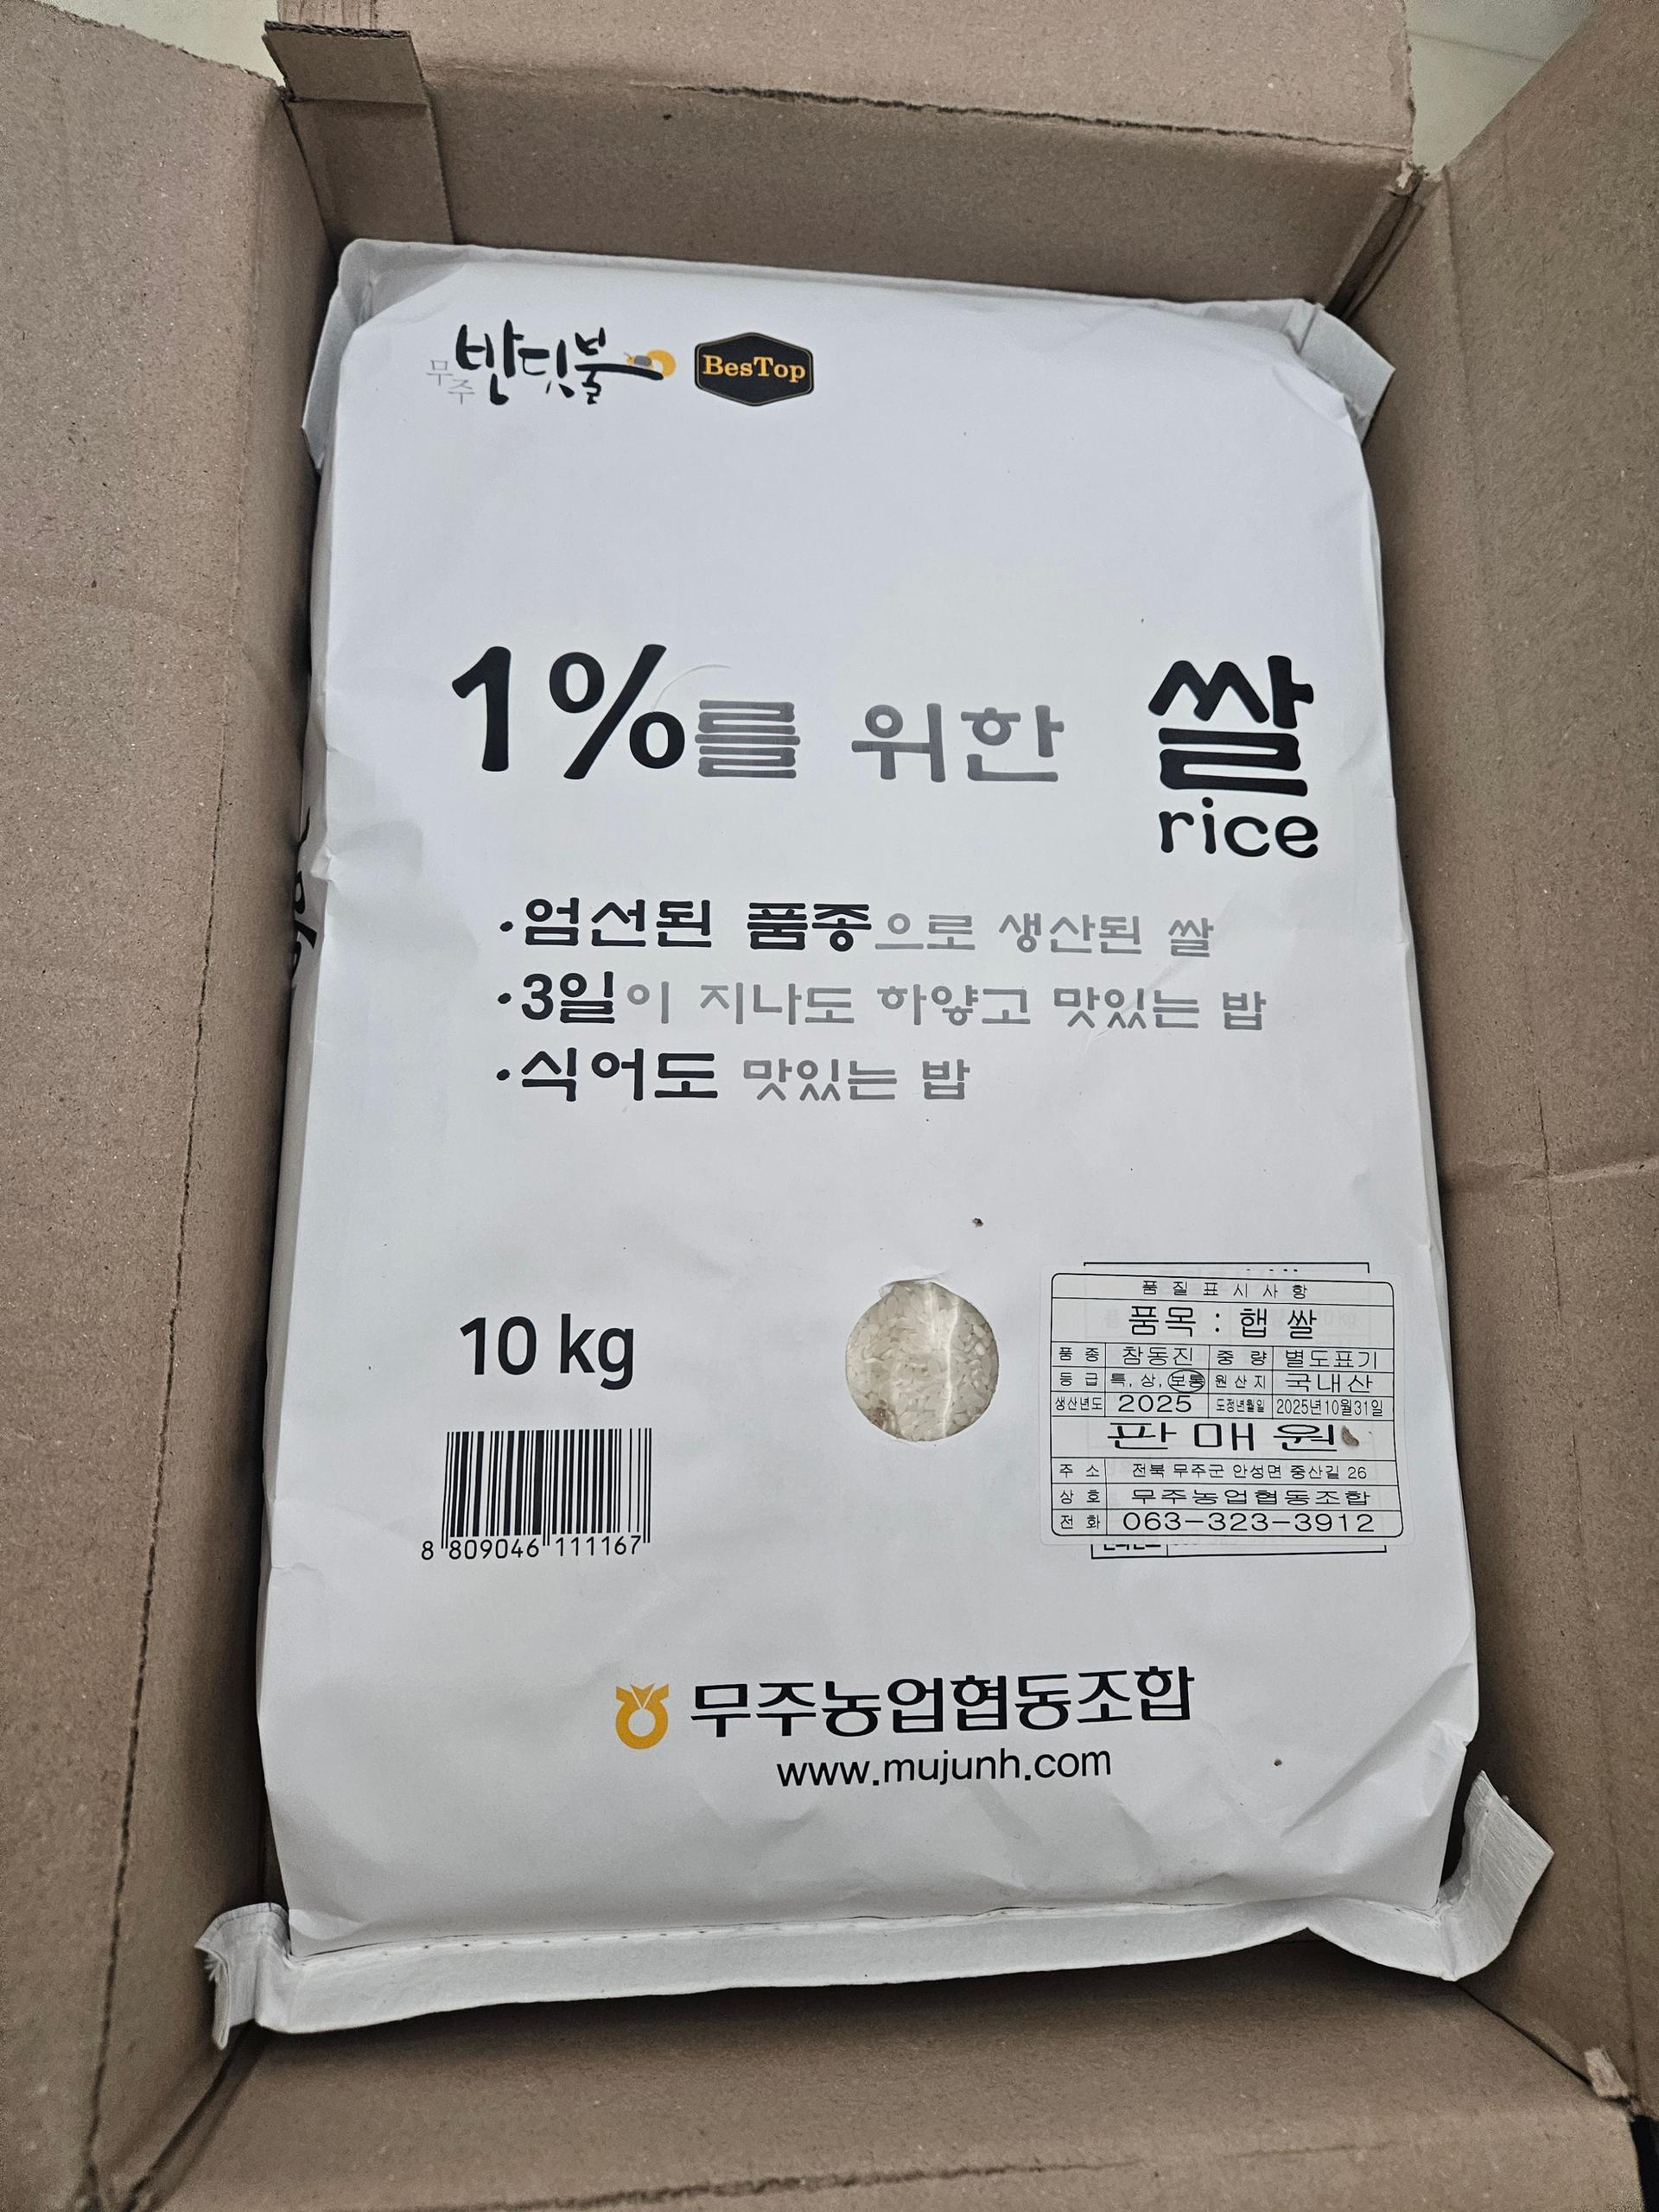 무주 반딧불 BesTop
1%를 위한 쌀
rice
·엄선된 품종으로 생산된 쌀
·3일이 지나도 하얗고 맛있는 밥
·식어도 맛있는 밥
10 kg
8 809046 111167
품 질 표 시 사 항
품목 : 햅 쌀
품 종 참동진 중 량 별도표기
등 급 특, 상, 보통 원 산 지 국내산
생산년도 2025 도정년월일 2025년10월31일
판 매 원
주 소 전북 무주군 안성면 중산길 26
상 호 무주농업협동조합
전 화 063-323-3912
무주농업협동조합
www.mujunh.com